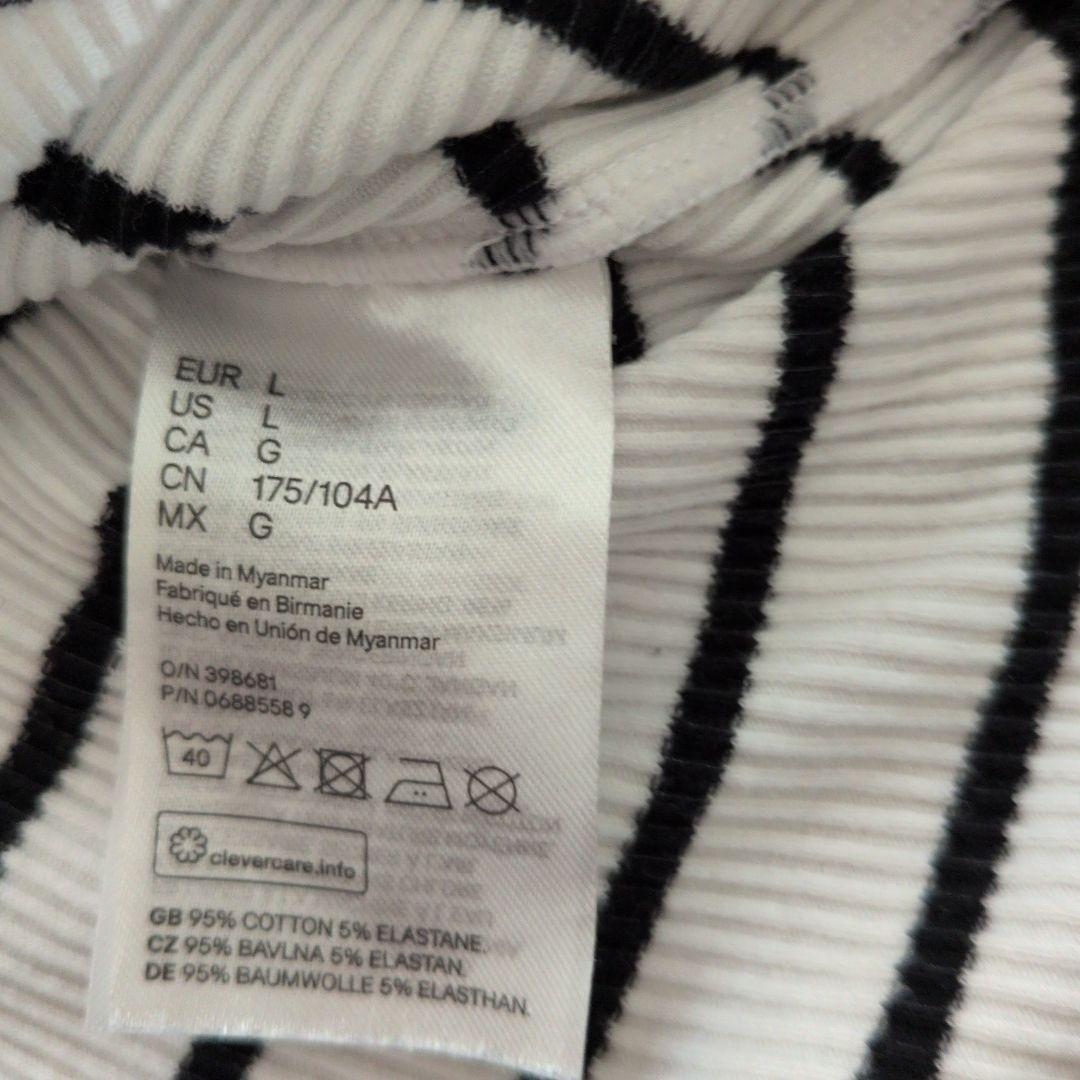 EUR L
US L
CA G
CN 175/104A
MX G
Made in Myanmar
Fabriqué en Birmanie
Hecho en Unión de Myanmar
O/N 398681
P/N 0688558 9
40
clevercare.info
GB 95% COTTON 5% ELASTANE.
CZ 95% BAVLNA 5% ELASTAN.
DE 95% BAUMWOLLE 5% ELASTHAN.